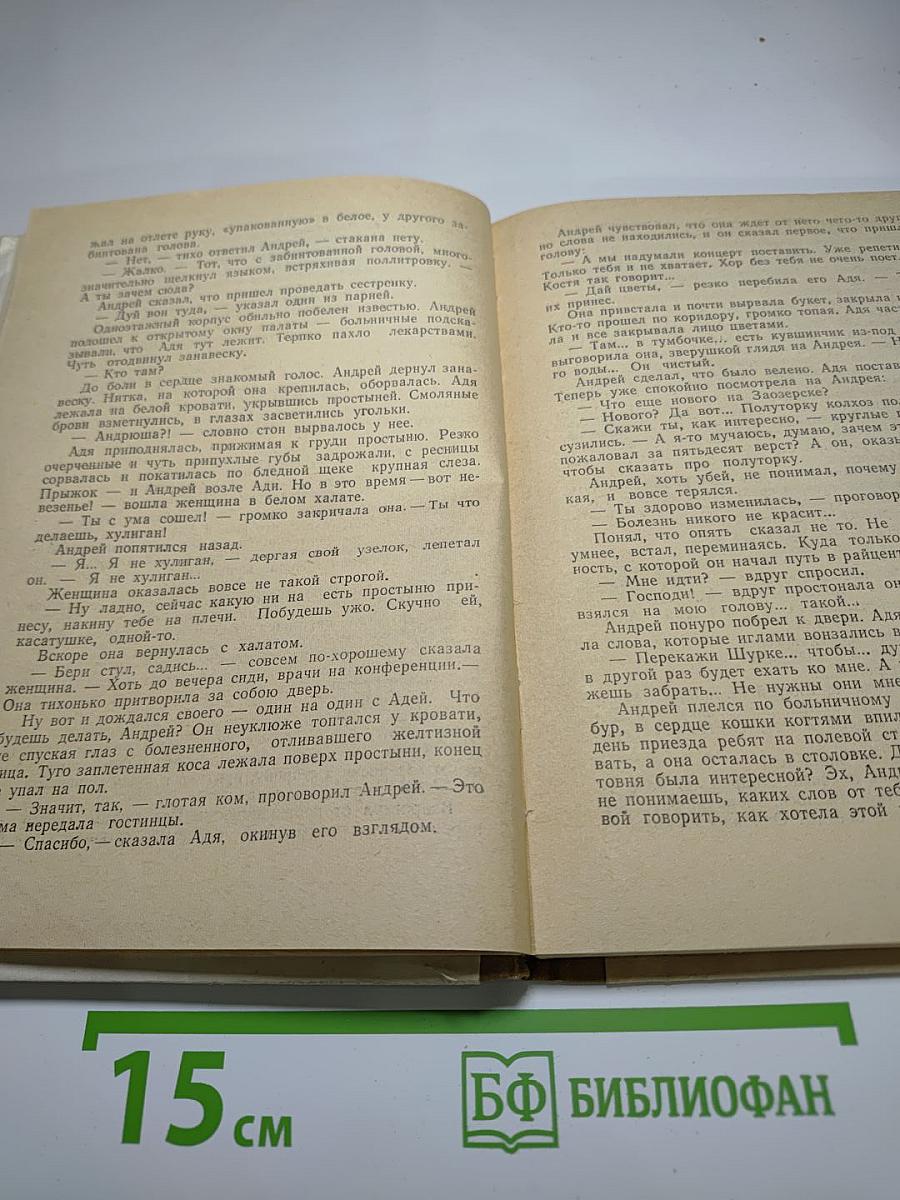 жал на отлете руку, «упакованную» в белое, у другого за-
бинтована голова.
— Нет, — тихо ответил Андрей, — стакана нету.
— Жалко. — Тот, что с забинтованной головой, много-
значительно щелкнул языком, встряхивая поллитровку. —
А ты зачем сюда?
Андрей сказал, что пришел проведать сестренку.
— Дуй вон туда, — указал один из парней.
Одноэтажный корпус обильно побелен известью. Андрей
подошел к открытому окну палаты — больничные подска-
зывали, что Адя тут лежит. Терпко пахло лекарствами.
Чуть отодвинул занавеску.
— Кто там?
До боли в сердце знакомый голос. Андрей дернул зана-
веску. Нитка, на которой она крепилась, оборвалась. Адя
лежала на белой кровати, укрывшись простыней. Смоляные
брови взметнулись, в глазах засветились угольки.
— Андрюша?! — словно стон вырвалось у нее.
Адя приподнялась, прижимая к груди простыню. Резко
очерченные и чуть припухлые губы задрожали, с ресницы
сорвалась и покатилась по бледной щеке крупная слеза.
Прыжок — и Андрей возле Ади. Но в это время — вот не-
везенье! — вошла женщина в белом халате.
— Ты с ума сошел! — громко закричала она. — Ты что
делаешь, хулиган!
Андрей попятился назад.
— Я... Я не хулиган, — дергая свой узелок, лепетал
он. — Я не хулиган...
Женщина оказалась вовсе не такой строгой.
— Ну ладно, сейчас какую ни на есть простыню при-
несу, накину тебе на плечи. Побудешь ужо. Скучно ей,
касатушке, одной-то.
Вскоре она вернулась с халатом.
— Бери стул, садись... — совсем по-хорошему сказала
женщина. — Хоть до вечера сиди, врачи на конференции.—
Она тихонько притворила за собою дверь.
Ну вот и дождался своего — один на один с Адей. Что
будешь делать, Андрей? Он неуклюже топтался у кровати,
е спуская глаз с болезненного, отливавшего желтизной
ица. Туго заплетенная коса лежала поверх простыни, конец
упал на пол.
— Значит, так, — глотая ком, проговорил Андрей. — Это
ма передала гостинцы.
— Спасибо, — сказала Адя, окинув его взглядом.
Андрей чувствовал, что она ждет от него чего-то друг
но слова не находились, и он сказал первое, что приш
голову:
— А мы надумали концерт поставить. Уже репети
Только тебя и не хватает. Хор без тебя не очень поет.
Костя так говорит...
— Дай цветы, — резко перебила его Адя. —
их принес.
Она привстала и почти вырвала букет, закрыла
Кто-то прошел по коридору, громко топая. Адя час
ла и все закрывала лицо цветами.
— Там... в тумбочке... есть кувшинчик из-под
выговорила она, зверушкой глядя на Андрея. — Н
го воды... Он чистый.
Андрей сделал, что было велено. Адя постав
Теперь уже спокойно посмотрела на Андрея:
— Что еще нового на Заозерске?
— Нового? Да вот... Полуторку колхоз по
— Скажи ты, как интересно, — круглые
сузились. — А я-то мучаюсь, думаю, зачем э
пожаловал за пятьдесят верст? А он, оказы
чтобы сказать про полуторку.
Андрей, хоть убей, не понимал, почему
кая, и вовсе терялся.
— Ты здорово изменилась, — проговор
— Болезнь никого не красит...
Понял, что опять сказал не то. Не
умнее, встал, переминаясь. Куда только
ность, с которой он начал путь в райцент
— Мне идти? — вдруг спросил.
— Господи! — вдруг простонала он
взялся на мою голову... такой...
Андрей понуро побрел к двери. Адя
ла слова, которые иглами вонзались в
— Перекажи Шурке... чтобы... ду
в другой раз будет ехать ко мне. А
жешь забрать... Не нужны они мне
Андрей плелся по больничному
бур, в сердце кошки когтями впил
день приезда ребят на полевой ст
вать, а она осталась в столовке. Д
товня была интересной? Эх, Андр
не понимаешь, каких слов от теб
вой говорить, как хотела этой
15 см
БФ БИБЛИОФАН